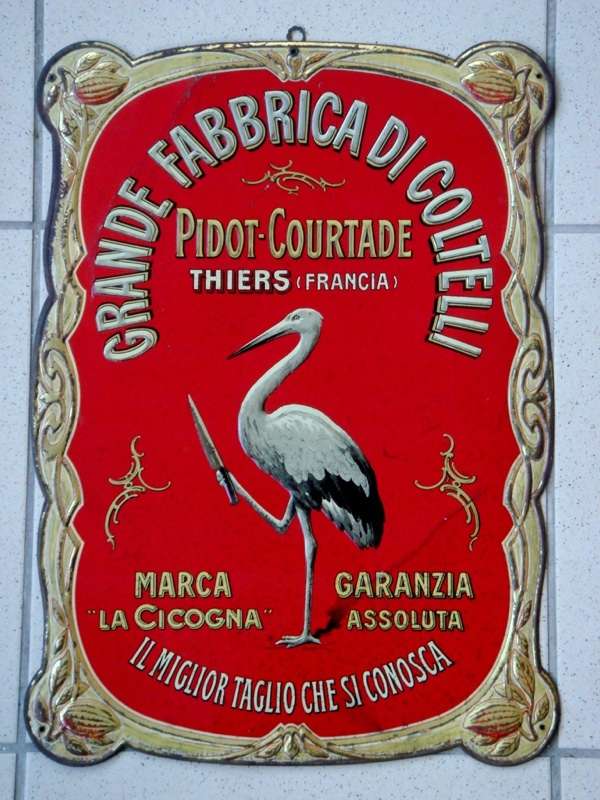 GRANDE FABBRICA DI COLTELLI
PIDOT-COURTADE
THIERS (FRANCIA)
MARCA
"LA CICOGNA"
GARANZIA
ASSOLUTA
IL MIGLIOR TAGLIO CHE SI CONOSCA